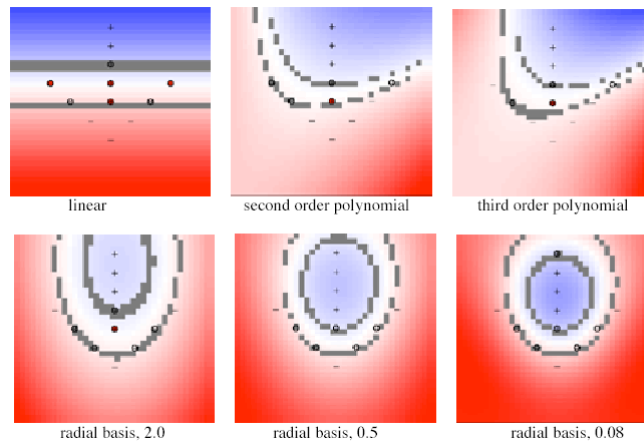 linear
second order polynomial
third order polynomial
radial basis, 2.0
radial basis, 0.5
radial basis, 0.08